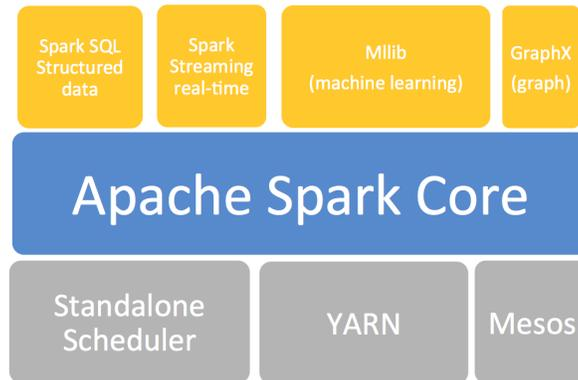 Spark SQL
Structured
data
Spark
Streaming
real-time
Mllib
(machine learning)
GraphX
(graph)
Apache Spark Core
Standalone
Scheduler
YARN
Mesos